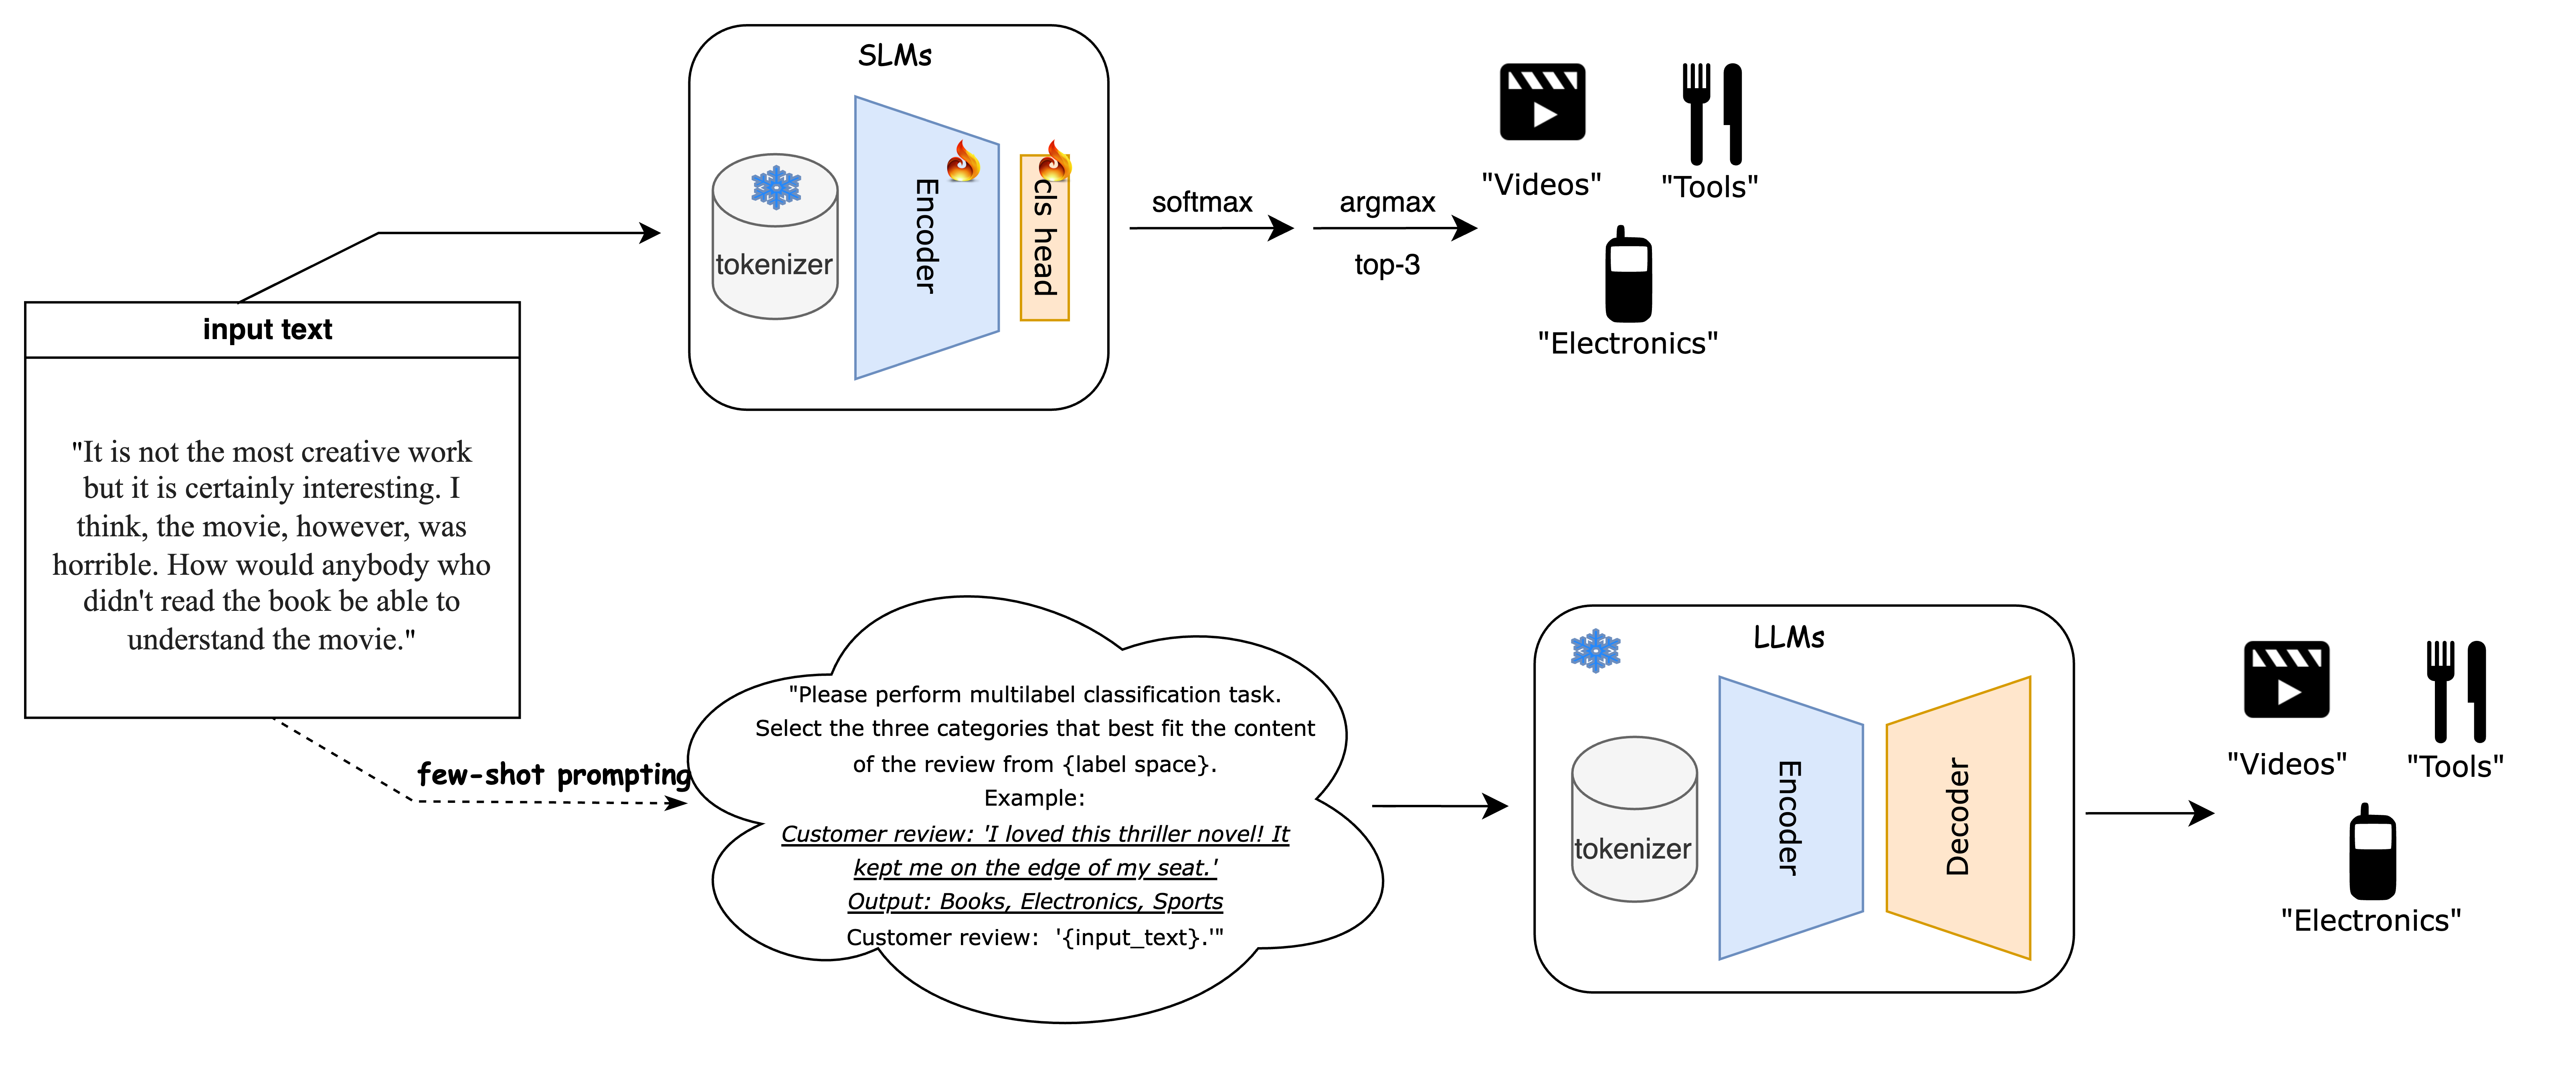 SLMs
tokenizer
Encoder
cls head
softmax
argmax
top-3
"Videos"
"Tools"
"Electronics"
input text
"It is not the most creative work
but it is certainly interesting. I
think, the movie, however, was
horrible. How would anybody who
didn't read the book be able to
understand the movie."
few-shot prompting
"Please perform multilabel classification task.
Select the three categories that best fit the content
of the review from {label space}.
Example:
Customer review: 'I loved this thriller novel! It
kept me on the edge of my seat.'
Output: Books, Electronics, Sports
Customer review: '{input_text}.'"
LLMs
tokenizer
Encoder
Decoder
"Videos"
"Tools"
"Electronics"